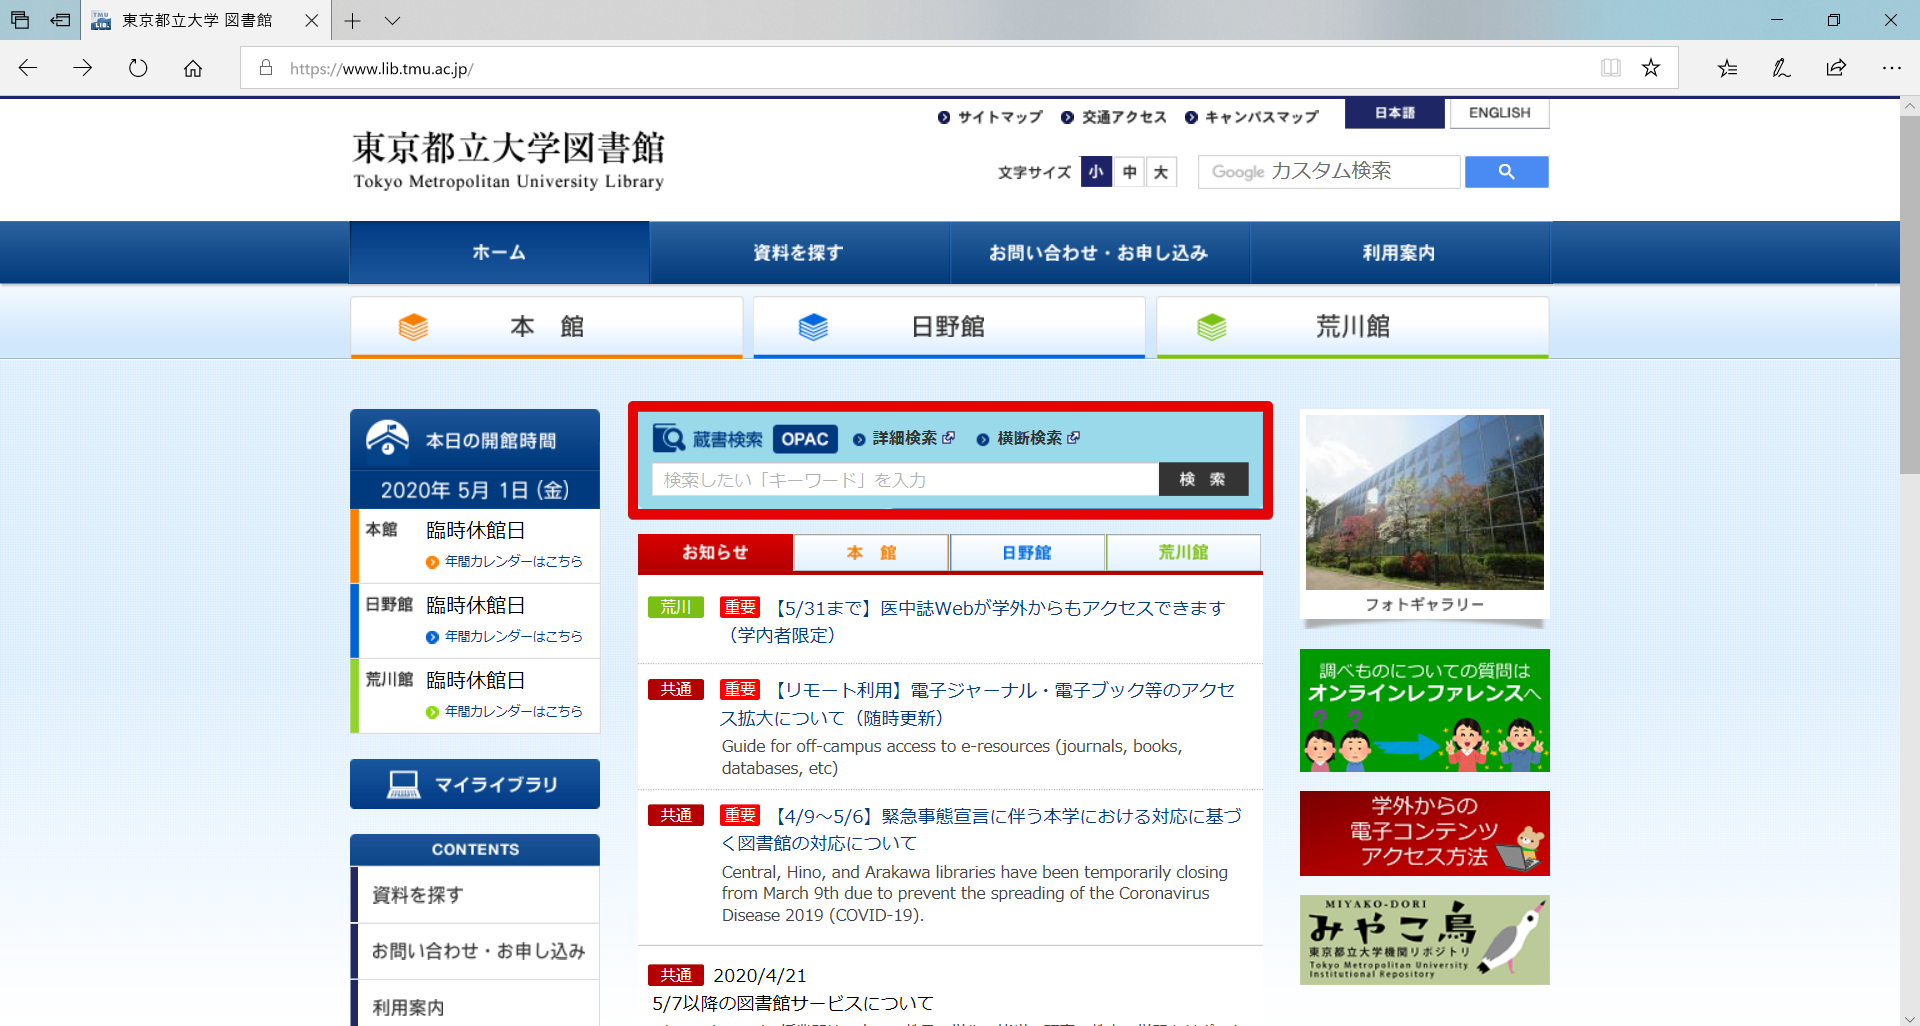 東京都立大学 図書館
https://www.lib.tmu.ac.jp/
サイトマップ 交通アクセス キャンパスマップ 日本語 ENGLISH
東京都立大学図書館
Tokyo Metropolitan University Library
文字サイズ 小 中 大 Google カスタム検索
ホーム 資料を探す お問い合わせ・お申し込み 利用案内
本 館 日野館 荒川館
本日の開館時間
2020年 5月 1日 (金)
本館 臨時休館日
年間カレンダーはこちら
日野館 臨時休館日
年間カレンダーはこちら
荒川館 臨時休館日
年間カレンダーはこちら
マイライブラリ
CONTENTS
資料を探す
お問い合わせ・お申し込み
利用案内
蔵書検索 OPAC 詳細検索 横断検索
検索したい「キーワード」を入力 検 索
お知らせ 本 館 日野館 荒川館
荒川 重要 【5/31まで】医中誌Webが学外からもアクセスできます
（学内者限定）
共通 重要 【リモート利用】電子ジャーナル・電子ブック等のアクセ
ス拡大について（随時更新）
Guide for off-campus access to e-resources (journals, books,
databases, etc)
共通 重要 【4/9～5/6】緊急事態宣言に伴う本学における対応に基づ
く図書館の対応について
Central, Hino, and Arakawa libraries have been temporarily closing
from March 9th due to prevent the spreading of the Coronavirus
Disease 2019 (COVID-19).
共通 2020/4/21
5/7以降の図書館サービスについて
フォトギャラリー
調べものについての質問は
オンラインレファレンスへ
? ?
学外からの
電子コンテンツ
アクセス方法
MIYAKO-DORI
みやこ鳥
東京都立大学機関リポジトリ
Tokyo Metropolitan University
Institutional Repository